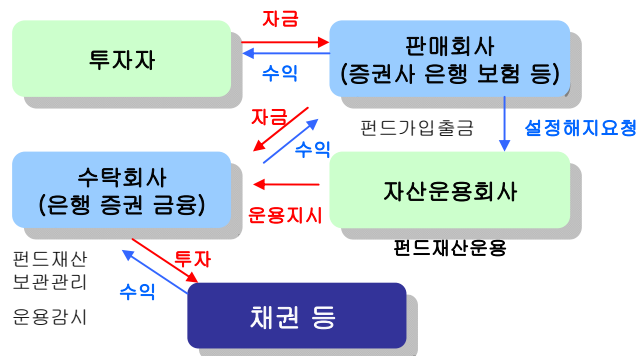 자금
투자자
판매회사
(증권사 은행 보험 등)
수익
자금
펀드가입출금
설정해지요청
수익
수탁회사
(은행 증권 금융)
자산운용회사
운용지시
펀드재산운용
펀드재산
보관관리
투자
수익
운용감시
채권 등